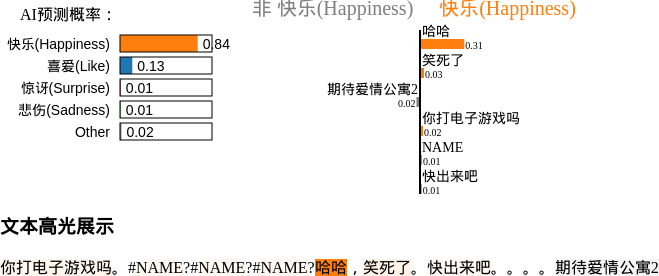 AI预测概率：
快乐(Happiness) 0.84
喜爱(Like) 0.13
惊讶(Surprise) 0.01
悲伤(Sadness) 0.01
Other 0.02
非 快乐(Happiness) 快乐(Happiness)
哈哈
0.31
笑死了
0.03
期待爱情公寓2
0.02
你打电子游戏吗
0.02
NAME
0.01
快出来吧
0.01
文本高光展示
你打电子游戏吗。#NAME?#NAME?#NAME?哈哈，笑死了。快出来吧。。。。期待爱情公寓2